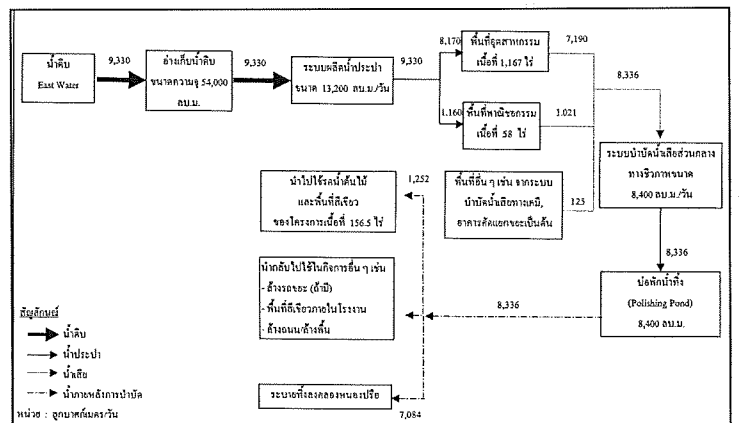 น้ำดิบ
East Water
9,330
อ่างเก็บน้ำดิบ
ขนาดความจุ 54,000
ลบ.ม.
9,330
ระบบผลิตน้ำประปา
ขนาด 13,200 ลบ.ม./วัน
9,330
8,170
พื้นที่อุตสาหกรรม
เนื้อที่ 1,167 ไร่
7,190
1,160
พื้นที่พาณิชยกรรม
เนื้อที่ 58 ไร่
1,021
8,336
พื้นที่อื่น ๆ เช่น จากระบบ
บำบัดน้ำเสียทางเคมี,
อาคารคัดแยกขยะเป็นต้น
125
ระบบบำบัดน้ำเสียส่วนกลาง
ทางชีวภาพขนาด
8,400 ลบ.ม./วัน
8,336
บ่อพักน้ำทิ้ง
(Polishing Pond)
8,400 ลบ.ม.
8,336
นำไปใช้รดน้ำต้นไม้
และพื้นที่สีเขียว
ของโครงการเนื้อที่ 156.5 ไร่
1,252
นำกลับไปใช้ในกิจการอื่น ๆ เช่น
- ล้างรถขยะ (ถ้ามี)
- พื้นที่สีเขียวภายในโรงงาน
- ล้างถนน/ล้างพื้น
ระบายทิ้งลงคลองหนองปรือ
7,084
สัญลักษณ์
น้ำดิบ
น้ำประปา
น้ำเสีย
น้ำภายหลังการบำบัด
หน่วย : ลูกบาศก์เมตร/วัน